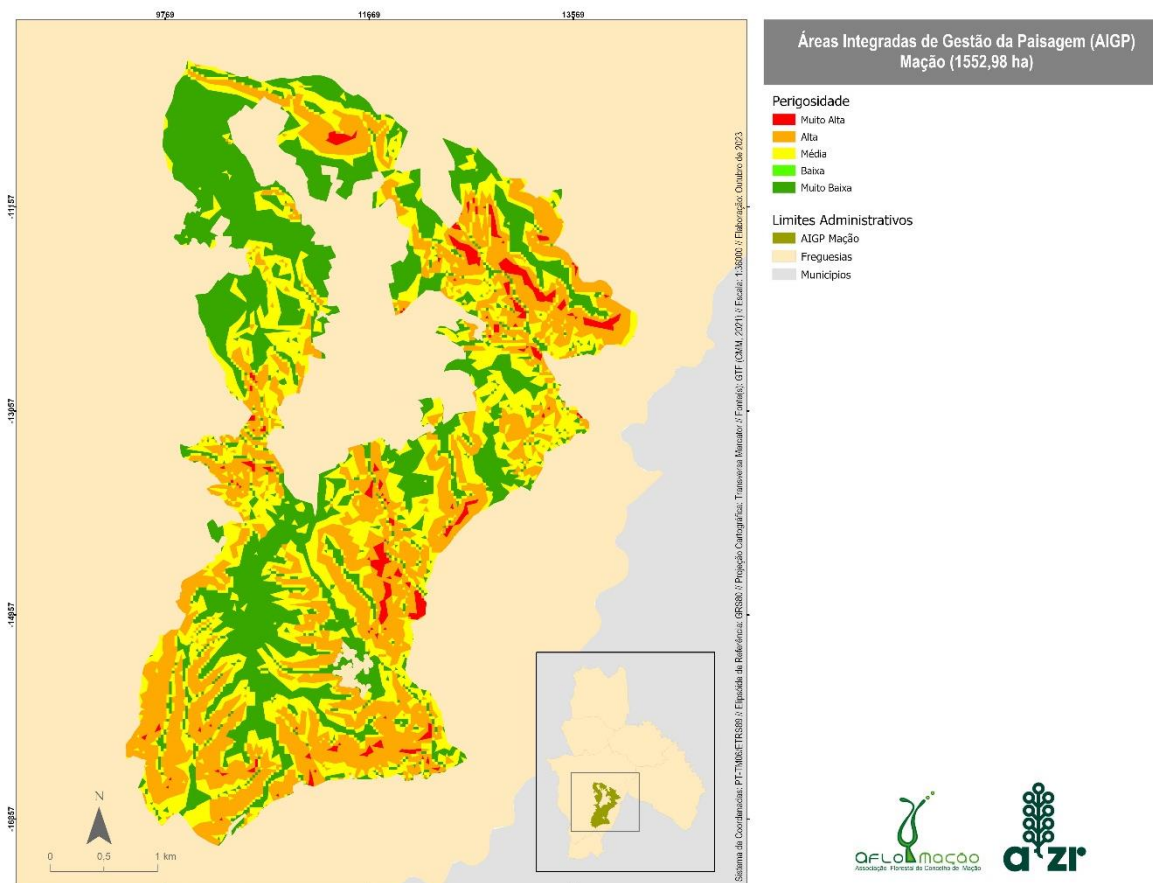 9769 11669 13569
Áreas Integradas de Gestão da Paisagem (AIGP)
Mação (1552,98 ha)
Perigosidade
Muito Alta
Alta
Média
Baixa
Muito Baixa
Limites Administrativos
AIGP Mação
Freguesias
Municípios
-11157
-13057
-14957
-16857
Sistema de Coordenadas: PT-TM06/ETRS89 // Elipsóide de Referência: GRS80 // Projeção Cartográfica: Transversa Mercator // Fonte(s): GTF (CMM, 2021) // Escala: 1:36000 // Elaboração: Outubro de 2023
N
0 0,5 1 km
AFLOMAÇÃO
Associação Florestal do Concelho de Mação
aZR